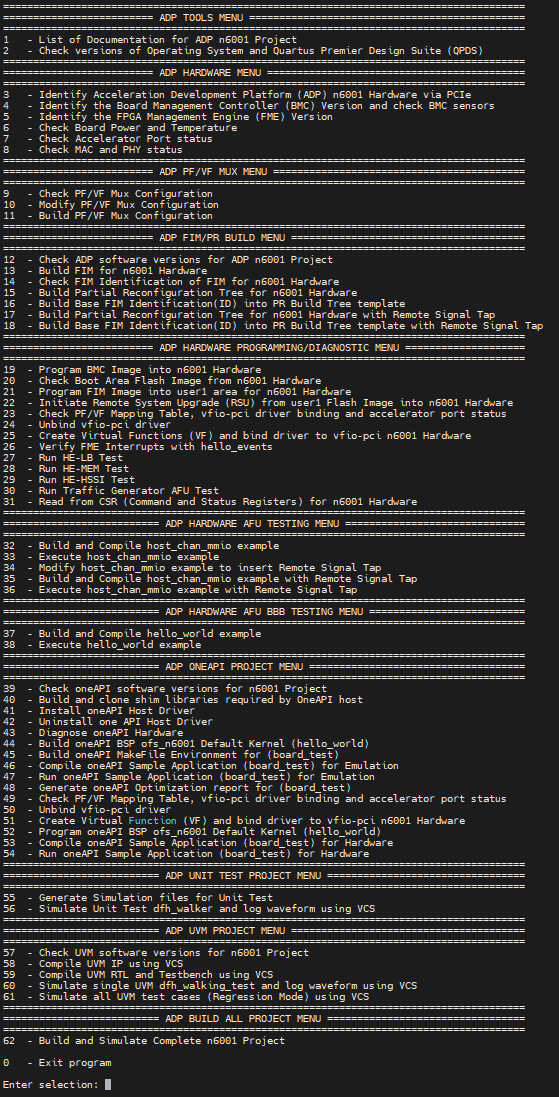 =======================================================================================
========================= ADP TOOLS MENU ==============================================
=======================================================================================
1   - List of Documentation for ADP n6001 Project
2   - Check versions of Operating System and Quartus Premier Design Suite (QPDS)
=======================================================================================
========================== ADP HARDWARE MENU ==========================================
=======================================================================================
3   - Identify Acceleration Development Platform (ADP) n6001 Hardware via PCIe
4   - Identify the Board Management Controller (BMC) Version and check BMC sensors
5   - Identify the FPGA Management Engine (FME) Version
6   - Check Board Power and Temperature
7   - Check Accelerator Port status
8   - Check MAC and PHY status
=======================================================================================
========================== ADP PF/VF MUX MENU =========================================
=======================================================================================
9   - Check PF/VF Mux Configuration
10  - Modify PF/VF Mux Configuration
11  - Build PF/VF Mux Configuration
=======================================================================================
========================= ADP FIM/PR BUILD MENU =======================================
=======================================================================================
12  - Check ADP software versions for ADP n6001 Project
13  - Build FIM for n6001 Hardware
14  - Check FIM Identification of FIM for n6001 Hardware
15  - Build Partial Reconfiguration Tree for n6001 Hardware
16  - Build Base FIM Identification(ID) into PR Build Tree template
17  - Build Partial Reconfiguration Tree for n6001 Hardware with Remote Signal Tap
18  - Build Base FIM Identification(ID) into PR Build Tree template with Remote Signal Tap
=======================================================================================
========================== ADP HARDWARE PROGRAMMING/DIAGNOSTIC MENU ====================
=======================================================================================
19  - Program BMC Image into n6001 Hardware
20  - Check Boot Area Flash Image from n6001 Hardware
21  - Program FIM Image into user1 area for n6001 Hardware
22  - Initiate Remote System Upgrade (RSU) from user1 Flash Image into n6001 Hardware
23  - Check PF/VF Mapping Table, vfio-pci driver binding and accelerator port status
24  - Unbind vfio-pci driver
25  - Create Virtual Functions (VF) and bind driver to vfio-pci n6001 Hardware
26  - Verify FME Interrupts with hello_events
27  - Run HE-LB Test
28  - Run HE-MEM Test
29  - Run HE-HSSI Test
30  - Run Traffic Generator AFU Test
31  - Read from CSR (Command and Status Registers) for n6001 Hardware
=======================================================================================
========================== ADP HARDWARE AFU TESTING MENU ==============================
=======================================================================================
32  - Build and Compile host_chan_mmio example
33  - Execute host_chan_mmio example
34  - Modify host_chan_mmio example to insert Remote Signal Tap
35  - Build and Compile host_chan_mmio example with Remote Signal Tap
36  - Execute host_chan_mmio example with Remote Signal Tap
=======================================================================================
========================== ADP HARDWARE AFU BBB TESTING MENU ==========================
=======================================================================================
37  - Build and Compile hello_world example
38  - Execute hello_world example
=======================================================================================
========================== ADP ONEAPI PROJECT MENU ====================================
=======================================================================================
39  - Check oneAPI software versions for n6001 Project
40  - Build and clone shim libraries required by OneAPI host
41  - Install oneAPI Host Driver
42  - Uninstall one API Host Driver
43  - Diagnose oneAPI Hardware
44  - Build oneAPI BSP ofs_n6001 Default Kernel (hello_world)
45  - Build oneAPI MakeFile Environment for (board_test)
46  - Compile oneAPI Sample Application (board_test) for Emulation
47  - Run oneAPI Sample Application (board_test) for Emulation
48  - Generate oneAPI Optimization report for (board_test)
49  - Check PF/VF Mapping Table, vfio-pci driver binding and accelerator port status
50  - Unbind vfio-pci driver
51  - Create Virtual Function (VF) and bind driver to vfio-pci n6001 Hardware
52  - Program oneAPI BSP ofs_n6001 Default Kernel (hello_world)
53  - Compile oneAPI Sample Application (board_test) for Hardware
54  - Run oneAPI Sample Application (board_test) for Hardware
=======================================================================================
========================== ADP UNIT TEST PROJECT MENU =================================
=======================================================================================
55  - Generate Simulation files for Unit Test
56  - Simulate Unit Test dfh_walker and log waveform using VCS
=======================================================================================
========================== ADP UVM PROJECT MENU =======================================
=======================================================================================
57  - Check UVM software versions for n6001 Project
58  - Compile UVM IP using VCS
59  - Compile UVM RTL and Testbench using VCS
60  - Simulate single UVM dfh_walking_test and log waveform using VCS
61  - Simulate all UVM test cases (Regression Mode) using VCS
=======================================================================================
========================== ADP BUILD ALL PROJECT MENU =================================
=======================================================================================
62  - Build and Simulate Complete n6001 Project
0   - Exit program
Enter selection: